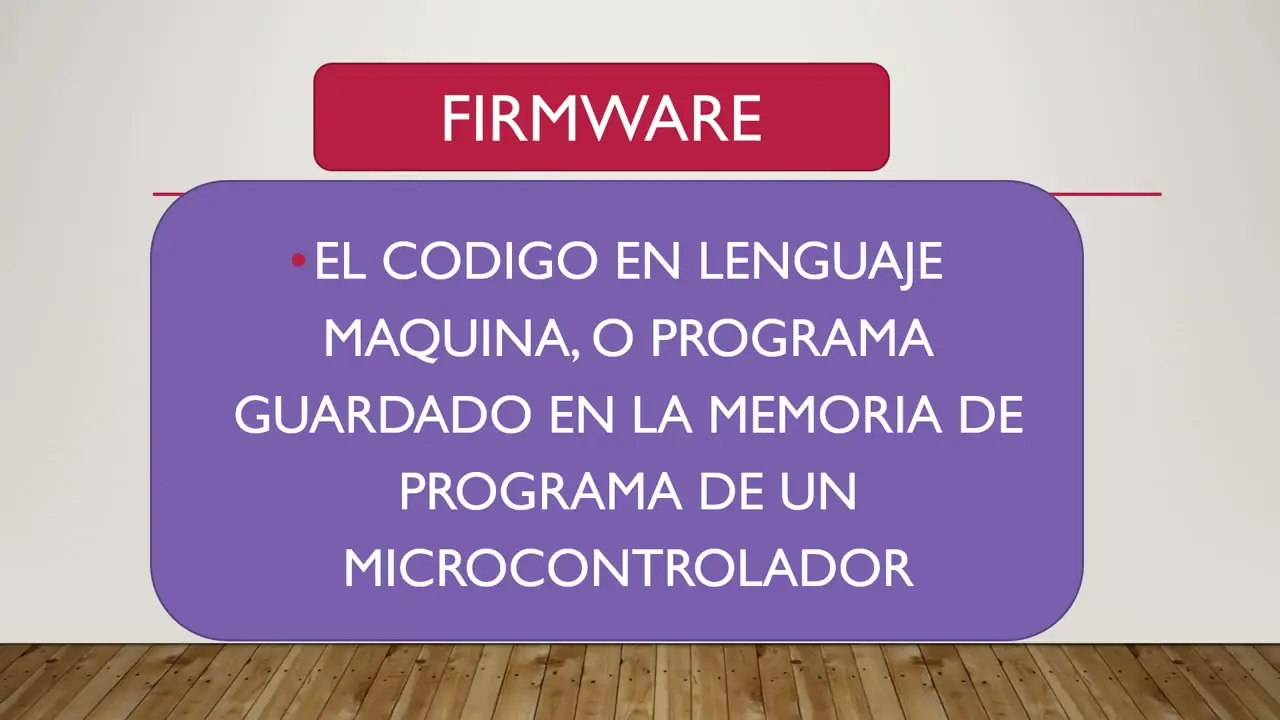 FIRMWARE
• EL CODIGO EN LENGUAJE
MAQUINA, O PROGRAMA
GUARDADO EN LA MEMORIA DE
PROGRAMA DE UN
MICROCONTROLADOR